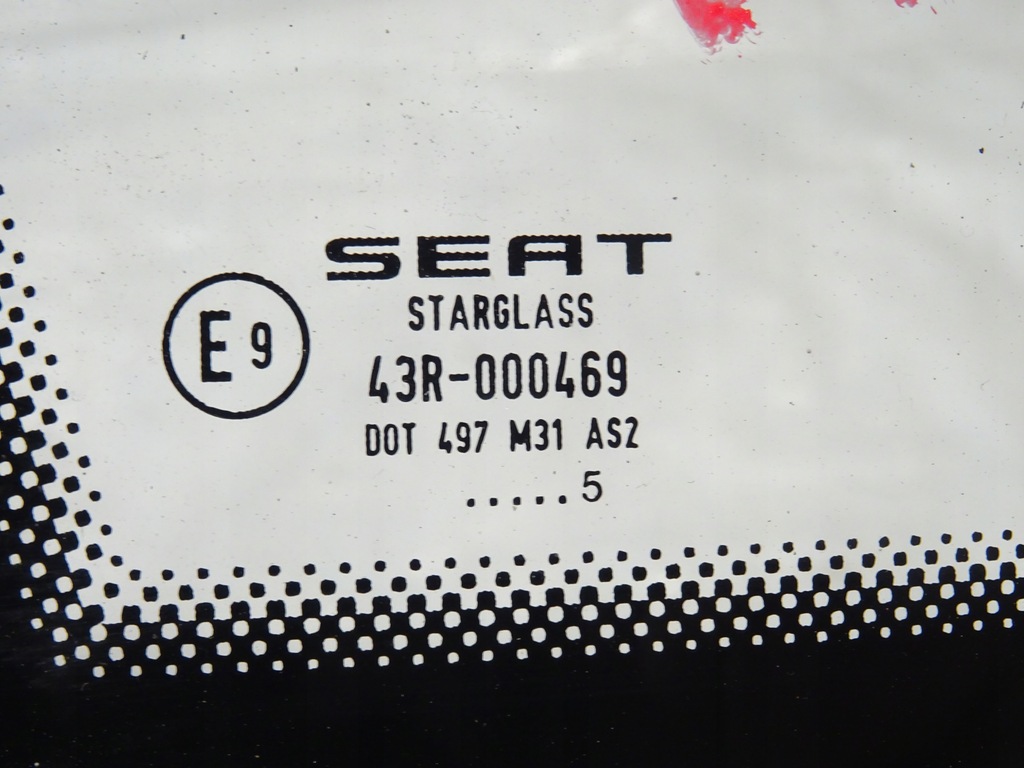 SEAT
E9
STARGLASS
43R-000469
DOT 497 M31 AS2
.....5